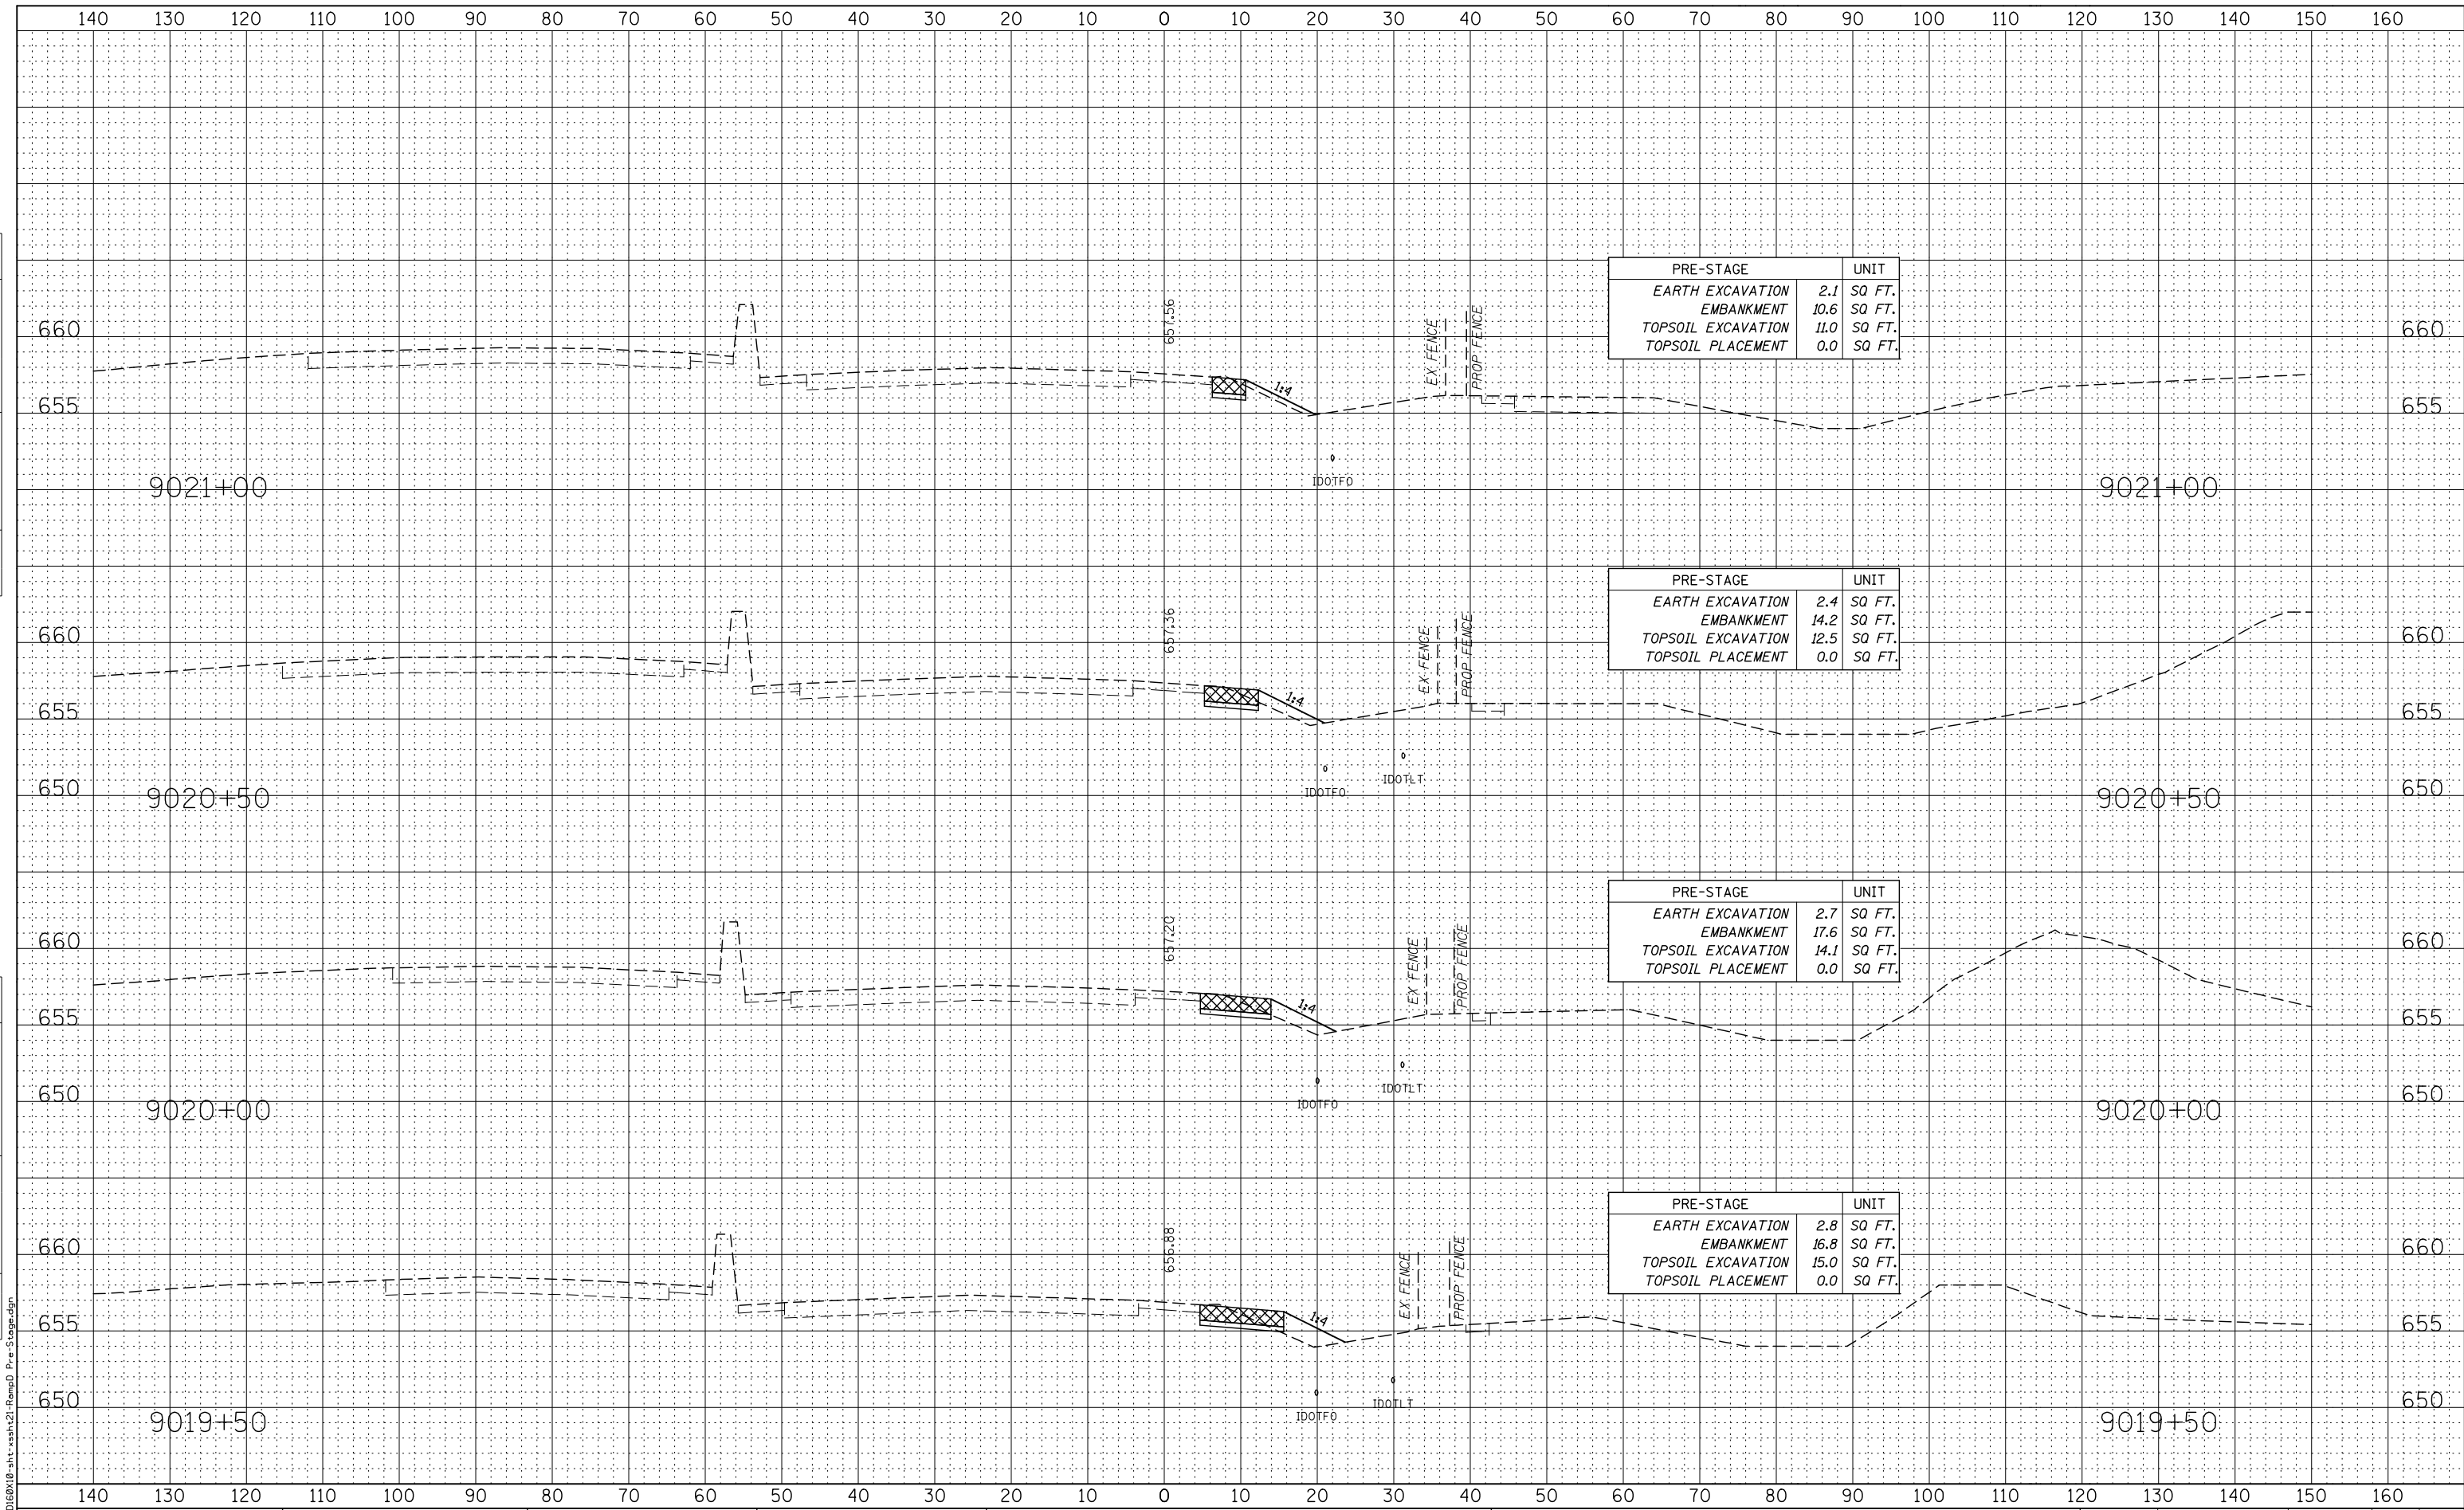 140 130 120 110 100 90 80 70 60 50 40 30 20 10 0 10 20 30 40 50 60 70 80 90 100 110 120 130 140 150 160
PRE-STAGE UNIT
EARTH EXCAVATION 2.1 SQ FT.
EMBANKMENT 10.6 SQ FT.
TOPSOIL EXCAVATION 11.0 SQ FT.
TOPSOIL PLACEMENT 0.0 SQ FT.
657.56
EX FENCE
PROP FENCE
660 660
1:4
655 655
IDOTFO
9021+00 9021+00
PRE-STAGE UNIT
EARTH EXCAVATION 2.4 SQ FT.
EMBANKMENT 14.2 SQ FT.
TOPSOIL EXCAVATION 12.5 SQ FT.
TOPSOIL PLACEMENT 0.0 SQ FT.
657.36
EX FENCE
PROP FENCE
660 660
1:4
655 655
IDOTLT
IDOTFO
650 650
9020+50 9020+50
PRE-STAGE UNIT
EARTH EXCAVATION 2.7 SQ FT.
EMBANKMENT 17.6 SQ FT.
TOPSOIL EXCAVATION 14.1 SQ FT.
TOPSOIL PLACEMENT 0.0 SQ FT.
657.20
EX FENCE
PROP FENCE
660 660
1:4
655 655
IDOTLT
IDOTFO
650 650
9020+00 9020+00
PRE-STAGE UNIT
EARTH EXCAVATION 2.8 SQ FT.
EMBANKMENT 16.8 SQ FT.
TOPSOIL EXCAVATION 15.0 SQ FT.
TOPSOIL PLACEMENT 0.0 SQ FT.
656.88
EX FENCE
PROP FENCE
660 660
1:4
655 655
IDOTLT
IDOTFO
650 650
9019+50 9019+50
D160X10-sht-xssht21-RampD Pre-Stage.dgn
140 130 120 110 100 90 80 70 60 50 40 30 20 10 0 10 20 30 40 50 60 70 80 90 100 110 120 130 140 150 160